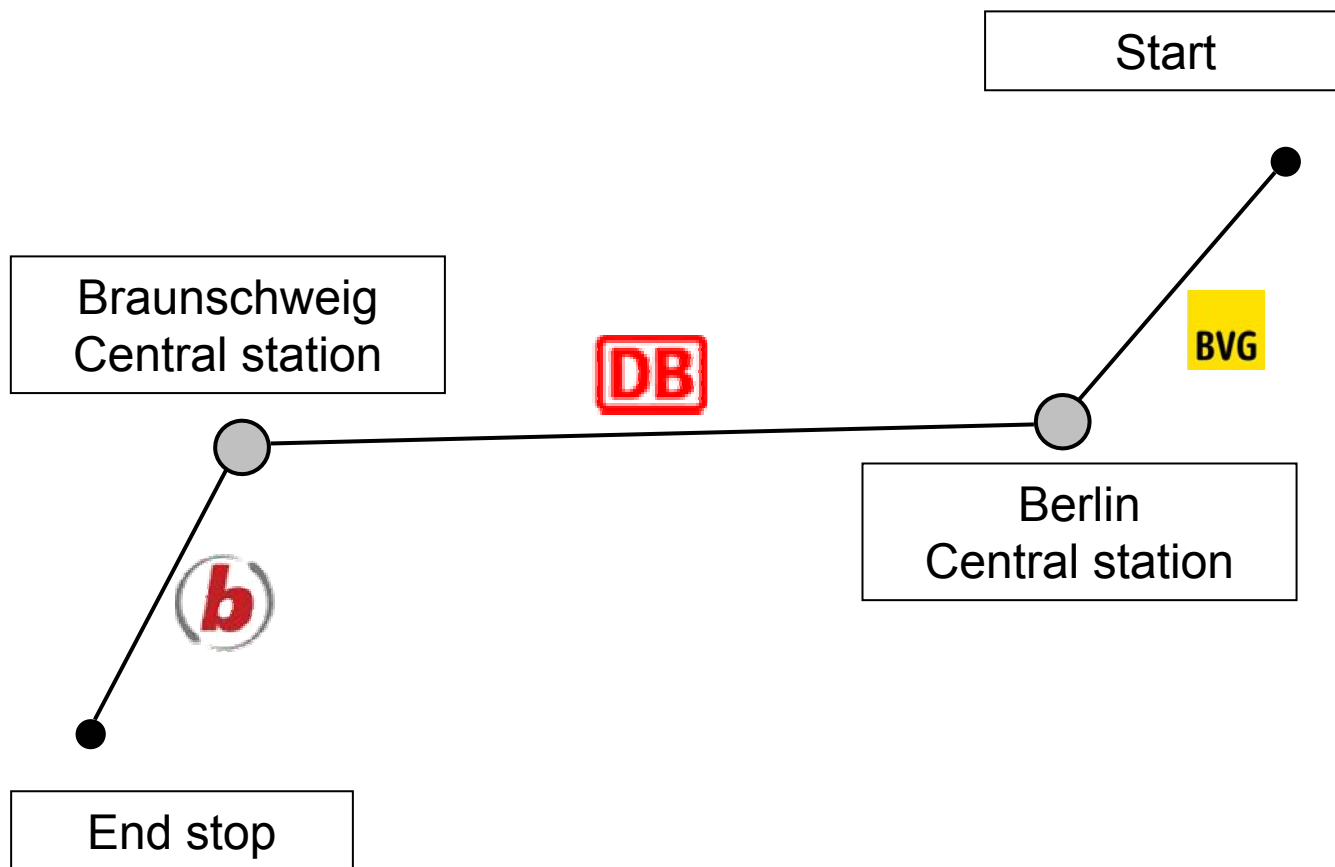 Start
Braunschweig
Central station
DB
BVG
Berlin
Central station
b
End stop